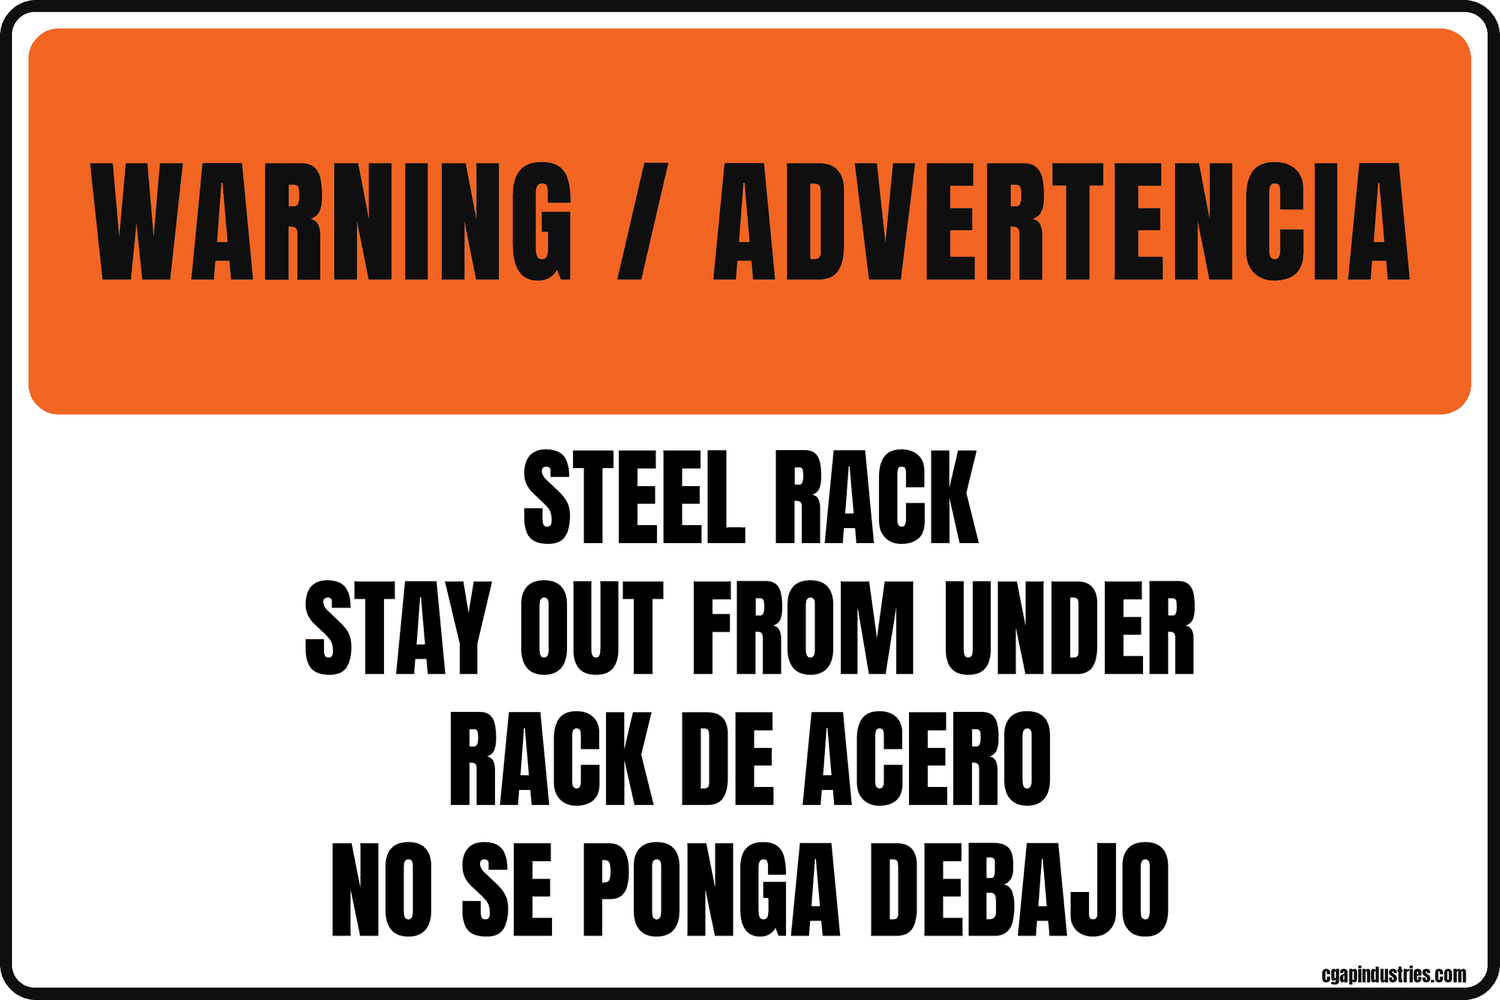 WARNING / ADVERTENCIA
STEEL RACK
STAY OUT FROM UNDER
RACK DE ACERO
NO SE PONGA DEBAJO
cgapindustries.com